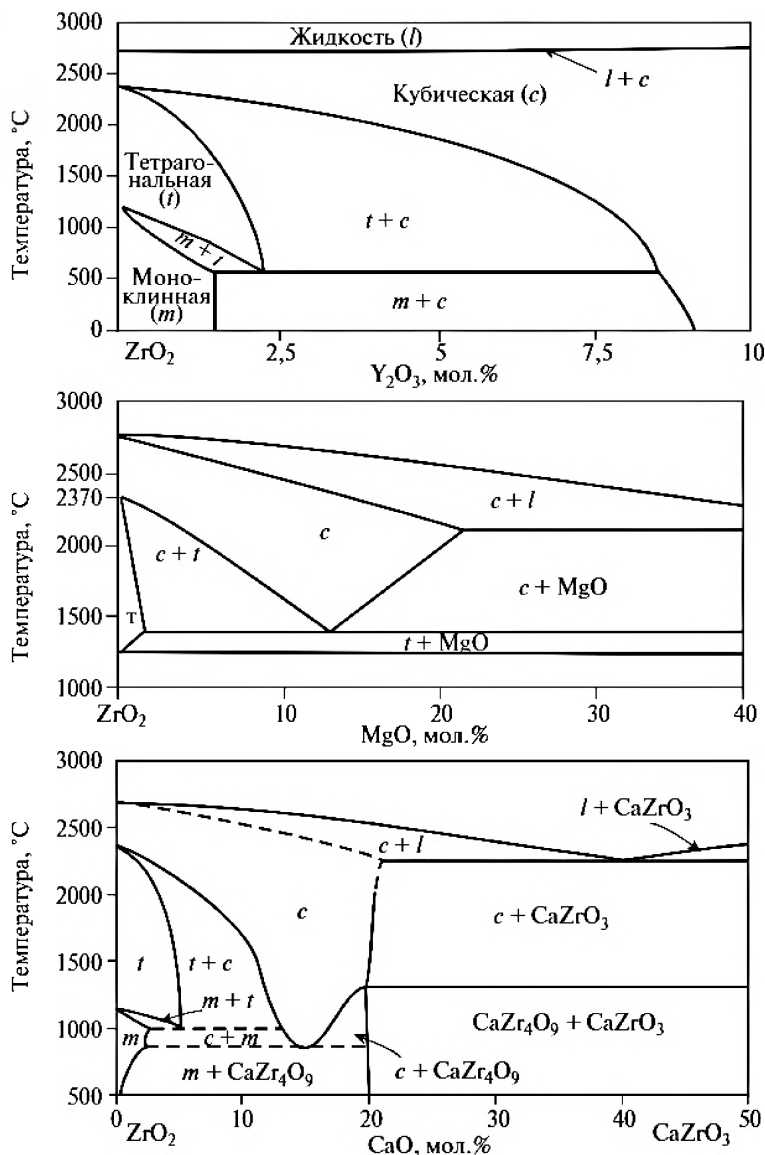 3000
2500
2000
1500
1000
500
0
Температура, °C
Жидкость (l)
l + c
Кубическая (c)
Тетраго-
нальная
(t)
t + c
m + t
Моно-
клинная
(m)
m + c
ZrO₂
2,5
5
7,5
10
Y₂O₃, мол.%
3000
2500
2370
2000
1500
1000
Температура, °C
c + l
c
c + t
c + MgO
т
t + MgO
ZrO₂
10
20
30
40
MgO, мол.%
3000
2500
2000
1500
1000
500
Температура, °C
l + CaZrO₃
c + l
c
c + CaZrO₃
t
t + c
m + t
CaZr₄O₉ + CaZrO₃
m
c + m
m + CaZr₄O₉
c + CaZr₄O₉
0
10
20
30
40
50
ZrO₂
CaO, мол.%
CaZrO₃